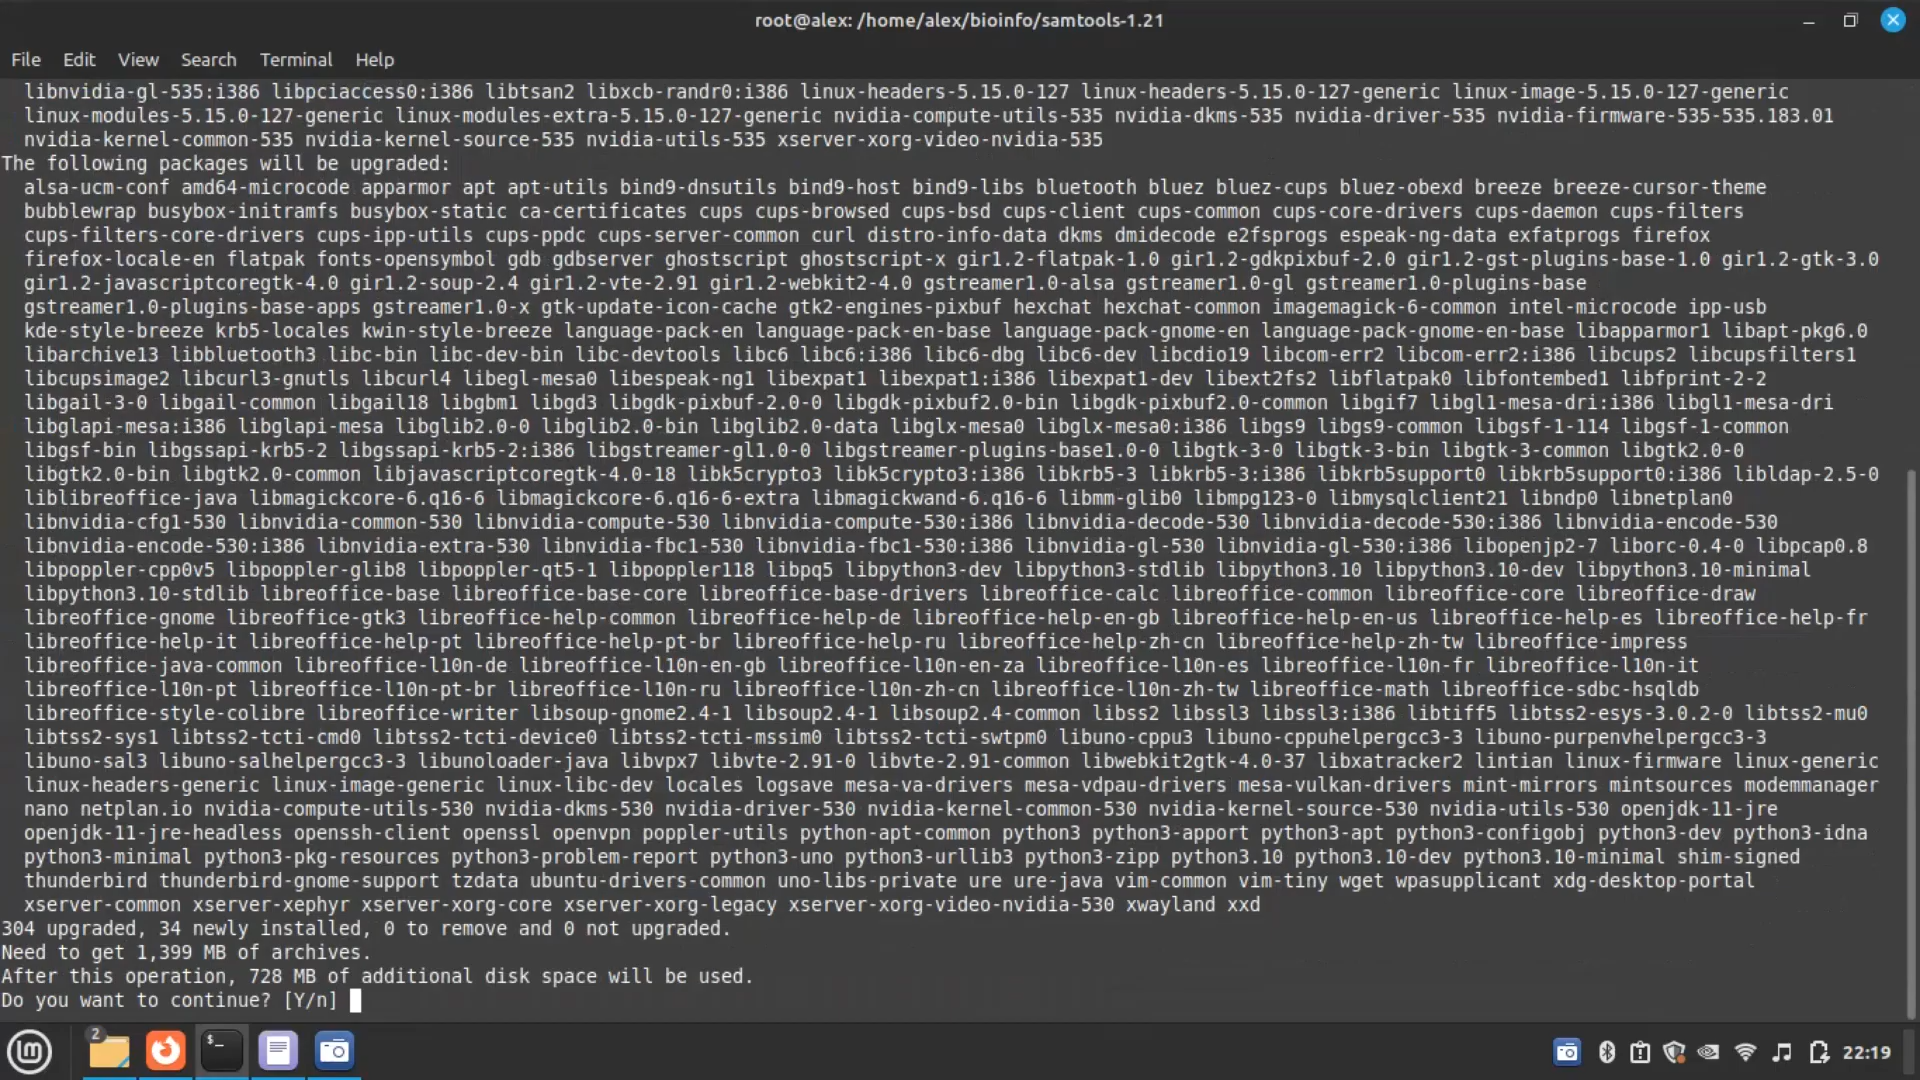 root@alex: /home/alex/bioinfo/samtools-1.21
File Edit View Search Terminal Help
libnvidia-gl-535:i386 libpciaccess0:i386 libtsan2 libxcb-randr0:i386 linux-headers-5.15.0-127 linux-headers-5.15.0-127-generic linux-image-5.15.0-127-generic
linux-modules-5.15.0-127-generic linux-modules-extra-5.15.0-127-generic nvidia-compute-utils-535 nvidia-dkms-535 nvidia-driver-535 nvidia-firmware-535-535.183.01
nvidia-kernel-common-535 nvidia-kernel-source-535 nvidia-utils-535 xserver-xorg-video-nvidia-535
The following packages will be upgraded:
alsa-ucm-conf amd64-microcode apparmor apt apt-utils bind9-dnsutils bind9-host bind9-libs bluetooth bluez bluez-cups bluez-obexd breeze breeze-cursor-theme
bubblewrap busybox-initramfs busybox-static ca-certificates cups cups-browsed cups-bsd cups-client cups-common cups-core-drivers cups-daemon cups-filters
cups-filters-core-drivers cups-ipp-utils cups-ppdc cups-server-common curl distro-info-data dkms dmidecode e2fsprogs espeak-ng-data exfatprogs firefox
firefox-locale-en flatpak fonts-opensymbol gdb gdbserver ghostscript ghostscript-x gir1.2-flatpak-1.0 gir1.2-gdkpixbuf-2.0 gir1.2-gst-plugins-base-1.0 gir1.2-gtk-3.0
gir1.2-javascriptcoregtk-4.0 gir1.2-soup-2.4 gir1.2-vte-2.91 gir1.2-webkit2-4.0 gstreamer1.0-alsa gstreamer1.0-gl gstreamer1.0-plugins-base
gstreamer1.0-plugins-base-apps gstreamer1.0-x gtk-update-icon-cache gtk2-engines-pixbuf hexchat hexchat-common imagemagick-6-common intel-microcode ipp-usb
kde-style-breeze krb5-locales kwin-style-breeze language-pack-en language-pack-en-base language-pack-gnome-en language-pack-gnome-en-base libapparmor1 libapt-pkg6.0
libarchive13 libbluetooth3 libc-bin libc-dev-bin libc-devtools libc6 libc6:i386 libc6-dbg libc6-dev libcdio19 libcom-err2 libcom-err2:i386 libcups2 libcupsfilters1
libcupsimage2 libcurl3-gnutls libcurl4 libegl-mesa0 libespeak-ng1 libexpat1 libexpat1:i386 libexpat1-dev libext2fs2 libflatpak0 libfontembed1 libfprint-2-2
libgail-3-0 libgail-common libgail18 libgbm1 libgd3 libgdk-pixbuf-2.0-0 libgdk-pixbuf2.0-bin libgdk-pixbuf2.0-common libgif7 libgl1-mesa-dri:i386 libgl1-mesa-dri
libglapi-mesa:i386 libglapi-mesa libglib2.0-0 libglib2.0-bin libglib2.0-data libglx-mesa0 libglx-mesa0:i386 libgs9 libgs9-common libgsf-1-114 libgsf-1-common
libgsf-bin libgssapi-krb5-2 libgssapi-krb5-2:i386 libgstreamer-gl1.0-0 libgstreamer-plugins-base1.0-0 libgtk-3-0 libgtk-3-bin libgtk-3-common libgtk2.0-0
libgtk2.0-bin libgtk2.0-common libjavascriptcoregtk-4.0-18 libk5crypto3 libk5crypto3:i386 libkrb5-3 libkrb5-3:i386 libkrb5support0 libkrb5support0:i386 libldap-2.5-0
liblibreoffice-java libmagickcore-6.q16-6 libmagickcore-6.q16-6-extra libmagickwand-6.q16-6 libmm-glib0 libmpg123-0 libmysqlclient21 libndp0 libnetplan0
libnvidia-cfg1-530 libnvidia-common-530 libnvidia-compute-530 libnvidia-compute-530:i386 libnvidia-decode-530 libnvidia-decode-530:i386 libnvidia-encode-530
libnvidia-encode-530:i386 libnvidia-extra-530 libnvidia-fbc1-530 libnvidia-fbc1-530:i386 libnvidia-gl-530 libnvidia-gl-530:i386 libopenjp2-7 liborc-0.4-0 libpcap0.8
libpoppler-cpp0v5 libpoppler-glib8 libpoppler-qt5-1 libpoppler118 libpq5 libpython3-dev libpython3-stdlib libpython3.10 libpython3.10-dev libpython3.10-minimal
libpython3.10-stdlib libreoffice-base libreoffice-base-core libreoffice-base-drivers libreoffice-calc libreoffice-common libreoffice-core libreoffice-draw
libreoffice-gnome libreoffice-gtk3 libreoffice-help-common libreoffice-help-de libreoffice-help-en-gb libreoffice-help-en-us libreoffice-help-es libreoffice-help-fr
libreoffice-help-it libreoffice-help-pt libreoffice-help-pt-br libreoffice-help-ru libreoffice-help-zh-cn libreoffice-help-zh-tw libreoffice-impress
libreoffice-java-common libreoffice-l10n-de libreoffice-l10n-en-gb libreoffice-l10n-en-za libreoffice-l10n-es libreoffice-l10n-fr libreoffice-l10n-it
libreoffice-l10n-pt libreoffice-l10n-pt-br libreoffice-l10n-ru libreoffice-l10n-zh-cn libreoffice-l10n-zh-tw libreoffice-math libreoffice-sdbc-hsqldb
libreoffice-style-colibre libreoffice-writer libsoup-gnome2.4-1 libsoup2.4-1 libsoup2.4-common libss2 libssl3 libssl3:i386 libtiff5 libtss2-esys-3.0.2-0 libtss2-mu0
libtss2-sys1 libtss2-tcti-cmd0 libtss2-tcti-device0 libtss2-tcti-mssim0 libtss2-tcti-swtpm0 libuno-cppu3 libuno-cppuhelpergcc3-3 libuno-purpenvhelpergcc3-3
libuno-sal3 libuno-salhelpergcc3-3 libunoloader-java libvpx7 libvte-2.91-0 libvte-2.91-common libwebkit2gtk-4.0-37 libxatracker2 lintian linux-firmware linux-generic
linux-headers-generic linux-image-generic linux-libc-dev locales logsave mesa-va-drivers mesa-vdpau-drivers mesa-vulkan-drivers mint-mirrors mintsources modemmanager
nano netplan.io nvidia-compute-utils-530 nvidia-dkms-530 nvidia-driver-530 nvidia-kernel-common-530 nvidia-kernel-source-530 nvidia-utils-530 openjdk-11-jre
openjdk-11-jre-headless openssh-client openssl openvpn poppler-utils python-apt-common python3 python3-apport python3-apt python3-configobj python3-dev python3-idna
python3-minimal python3-pkg-resources python3-problem-report python3-uno python3-urllib3 python3-zipp python3.10 python3.10-dev python3.10-minimal shim-signed
thunderbird thunderbird-gnome-support tzdata ubuntu-drivers-common uno-libs-private ure ure-java vim-common vim-tiny wget wpasupplicant xdg-desktop-portal
xserver-common xserver-xephyr xserver-xorg-core xserver-xorg-legacy xserver-xorg-video-nvidia-530 xwayland xxd
304 upgraded, 34 newly installed, 0 to remove and 0 not upgraded.
Need to get 1,399 MB of archives.
After this operation, 728 MB of additional disk space will be used.
Do you want to continue? [Y/n]
2
$_
22:19